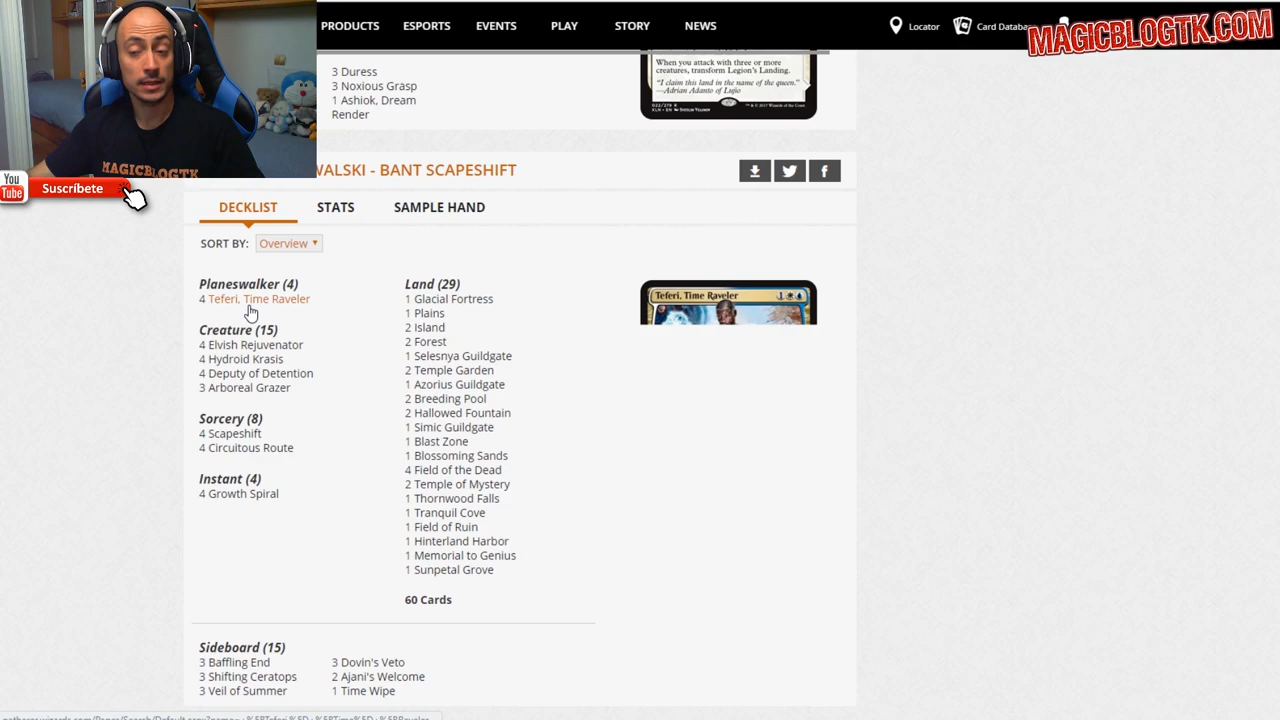 PRODUCTS ESPORTS EVENTS PLAY STORY NEWS
Locator
MAGICBLOGTK.COM
3 Duress
3 Noxious Grasp
1 Ashiok, Dream
Render
When you attack with three or more
creatures, transform Legion's Landing.
"I claim this land in the name of the queen."
—Adrian Adanto of Lujio
MAGICBLOGTK
You
Tube
Suscríbete
WALSKI - BANT SCAPESHIFT
DECKLIST STATS SAMPLE HAND
SORT BY: Overview
Planeswalker (4)
4 Teferi, Time Raveler
Creature (15)
4 Elvish Rejuvenator
4 Hydroid Krasis
4 Deputy of Detention
3 Arboreal Grazer
Sorcery (8)
4 Scapeshift
4 Circuitous Route
Instant (4)
4 Growth Spiral
Land (29)
1 Glacial Fortress
1 Plains
2 Island
2 Forest
1 Selesnya Guildgate
2 Temple Garden
1 Azorius Guildgate
2 Breeding Pool
2 Hallowed Fountain
1 Simic Guildgate
1 Blast Zone
1 Blossoming Sands
4 Field of the Dead
2 Temple of Mystery
1 Thornwood Falls
1 Tranquil Cove
1 Field of Ruin
1 Hinterland Harbor
1 Memorial to Genius
1 Sunpetal Grove
60 Cards
Teferi, Time Raveler
Sideboard (15)
3 Baffling End
3 Shifting Ceratops
3 Veil of Summer
3 Dovin's Veto
2 Ajani's Welcome
1 Time Wipe